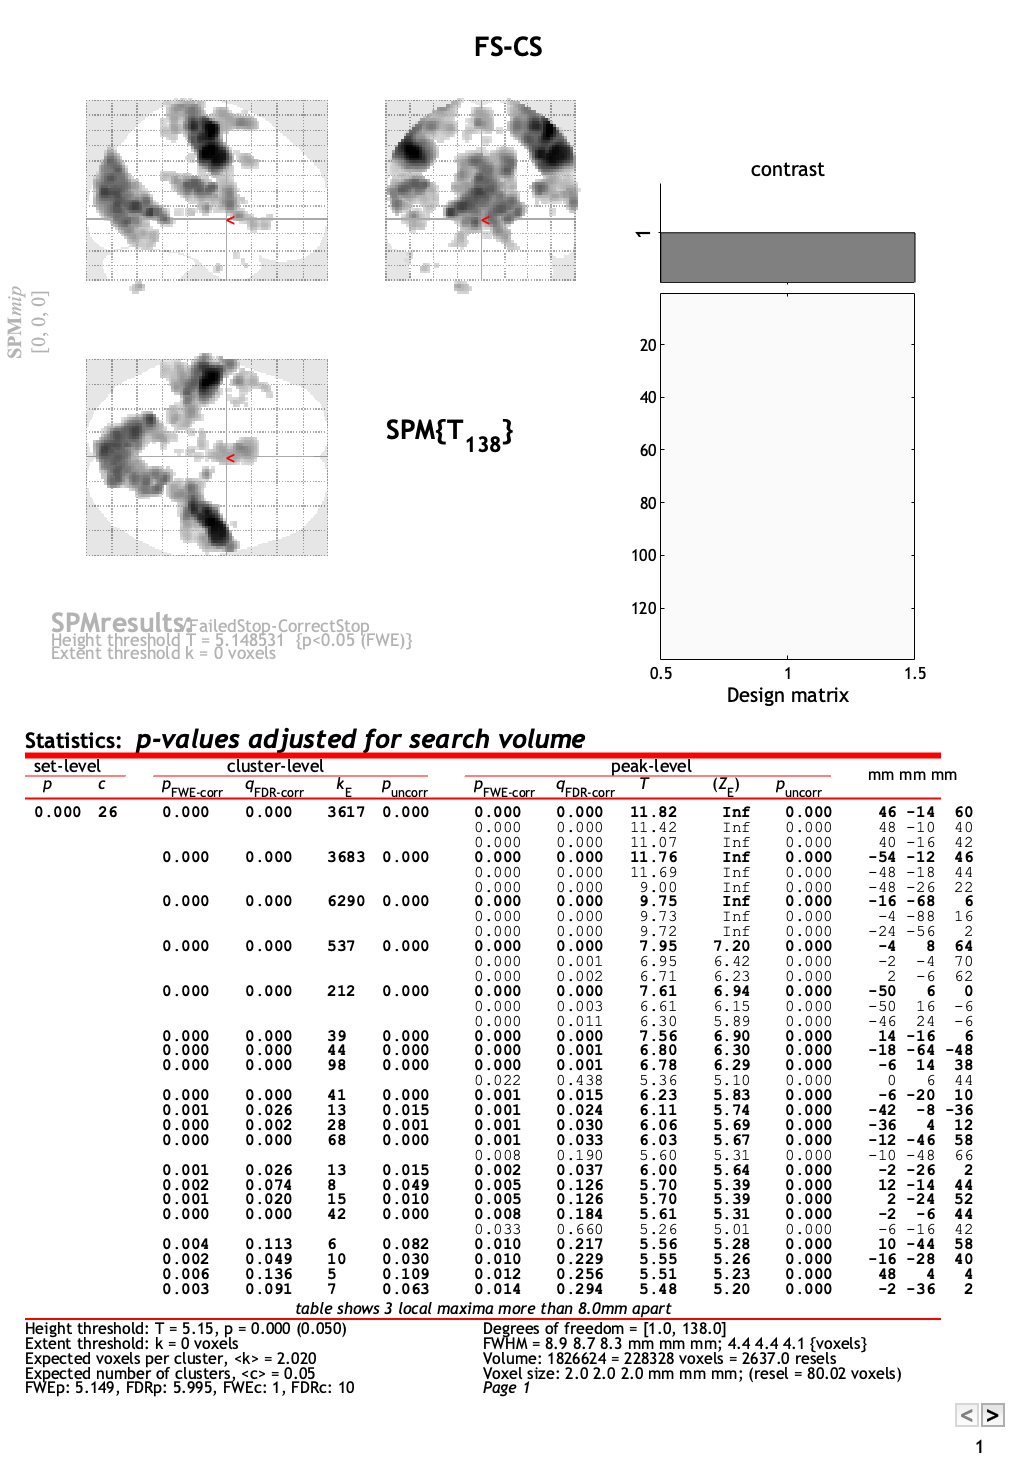 FS-CS
<
<
contrast
1
SPMmip
[0, 0, 0]
<
SPM{T138}
20
40
60
80
100
120
0.5 1 1.5
Design matrix
SPMresults: ./FailedStop-CorrectStop
Height threshold T = 5.148531 {p<0.05 (FWE)}
Extent threshold k = 0 voxels
Statistics: p-values adjusted for search volume
set-level cluster-level peak-level mm mm mm
p c pFWE-corr qFDR-corr kE puncorr pFWE-corr qFDR-corr T (ZE) puncorr
0.000 26 0.000 0.000 3617 0.000 0.000 0.000 11.82 Inf 0.000 46 -14 60
0.000 0.000 11.42 Inf 0.000 48 -10 40
0.000 0.000 11.07 Inf 0.000 40 -16 42
0.000 0.000 3683 0.000 0.000 0.000 11.76 Inf 0.000 -54 -12 46
0.000 0.000 11.69 Inf 0.000 -48 -18 44
0.000 0.000 9.00 Inf 0.000 -48 -26 22
0.000 0.000 6290 0.000 0.000 0.000 9.75 Inf 0.000 -16 -68 6
0.000 0.000 9.73 Inf 0.000 -4 -88 16
0.000 0.000 9.72 Inf 0.000 -24 -56 2
0.000 0.000 537 0.000 0.000 0.000 7.95 7.20 0.000 -4 8 64
0.000 0.001 6.95 6.42 0.000 -2 -4 70
0.000 0.002 6.71 6.23 0.000 2 -6 62
0.000 0.000 212 0.000 0.000 0.000 7.61 6.94 0.000 -50 6 0
0.000 0.003 6.61 6.15 0.000 -50 16 -6
0.000 0.011 6.30 5.89 0.000 -46 24 -6
0.000 0.000 39 0.000 0.000 0.000 7.56 6.90 0.000 14 -16 6
0.000 0.000 44 0.000 0.000 0.001 6.80 6.30 0.000 -18 -64 -48
0.000 0.000 98 0.000 0.000 0.001 6.78 6.29 0.000 -6 14 38
0.022 0.438 5.36 5.10 0.000 0 6 44
0.000 0.000 41 0.000 0.001 0.015 6.23 5.83 0.000 -6 -20 10
0.001 0.026 13 0.015 0.001 0.024 6.11 5.74 0.000 -42 -8 -36
0.000 0.002 28 0.001 0.001 0.030 6.06 5.69 0.000 -36 4 12
0.000 0.000 68 0.000 0.001 0.033 6.03 5.67 0.000 -12 -46 58
0.008 0.190 5.60 5.31 0.000 -10 -48 66
0.001 0.026 13 0.015 0.002 0.037 6.00 5.64 0.000 -2 -26 2
0.002 0.074 8 0.049 0.005 0.126 5.70 5.39 0.000 12 -14 44
0.001 0.020 15 0.010 0.005 0.126 5.70 5.39 0.000 2 -24 52
0.000 0.000 42 0.000 0.008 0.184 5.61 5.31 0.000 -2 -6 44
0.033 0.660 5.26 5.01 0.000 -6 -16 42
0.004 0.113 6 0.082 0.010 0.217 5.56 5.28 0.000 10 -44 58
0.002 0.049 10 0.030 0.010 0.229 5.55 5.26 0.000 -16 -28 40
0.006 0.136 5 0.109 0.012 0.256 5.51 5.23 0.000 48 4 4
0.003 0.091 7 0.063 0.014 0.294 5.48 5.20 0.000 -2 -36 2
table shows 3 local maxima more than 8.0mm apart
Height threshold: T = 5.15, p = 0.000 (0.050)
Extent threshold: k = 0 voxels
Expected voxels per cluster, <k> = 2.020
Expected number of clusters, <c> = 0.05
FWEp: 5.149, FDRp: 5.995, FWEc: 1, FDRc: 10
Degrees of freedom = [1.0, 138.0]
FWHM = 8.9 8.7 8.3 mm mm mm; 4.4 4.4 4.1 {voxels}
Volume: 1826624 = 228328 voxels = 2637.0 resels
Voxel size: 2.0 2.0 2.0 mm mm mm; (resel = 80.02 voxels)
Page 1
< >
1